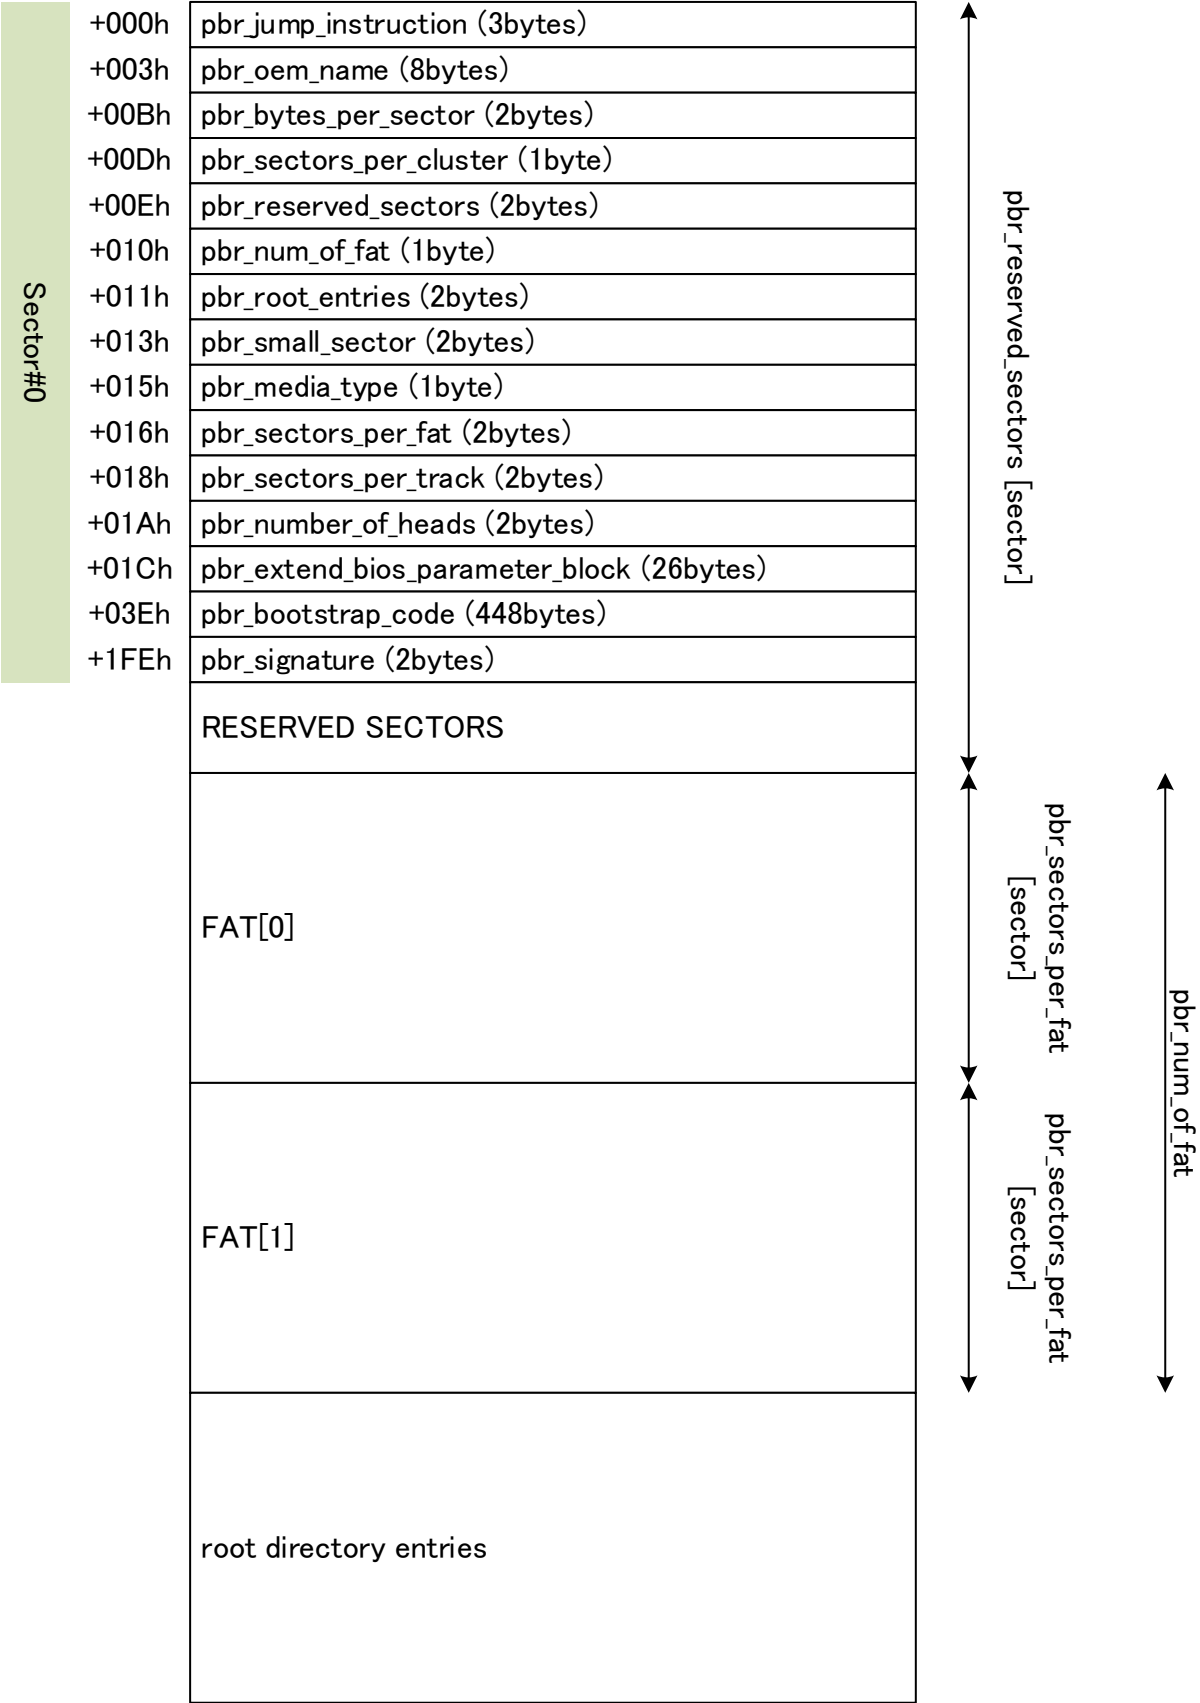 +000h pbr_jump_instruction (3bytes)
+003h pbr_oem_name (8bytes)
+00Bh pbr_bytes_per_sector (2bytes)
+00Dh pbr_sectors_per_cluster (1byte)
+00Eh pbr_reserved_sectors (2bytes)
+010h pbr_num_of_fat (1byte)
+011h pbr_root_entries (2bytes)
+013h pbr_small_sector (2bytes)
+015h pbr_media_type (1byte)
+016h pbr_sectors_per_fat (2bytes)
+018h pbr_sectors_per_track (2bytes)
+01Ah pbr_number_of_heads (2bytes)
+01Ch pbr_extend_bios_parameter_block (26bytes)
+03Eh pbr_bootstrap_code (448bytes)
+1FEh pbr_signature (2bytes)
Sector#0
pbr_reserved_sectors [sector]
RESERVED SECTORS
FAT[0]
pbr_sectors_per_fat
[sector]
pbr_num_of_fat
FAT[1]
pbr_sectors_per_fat
[sector]
root directory entries